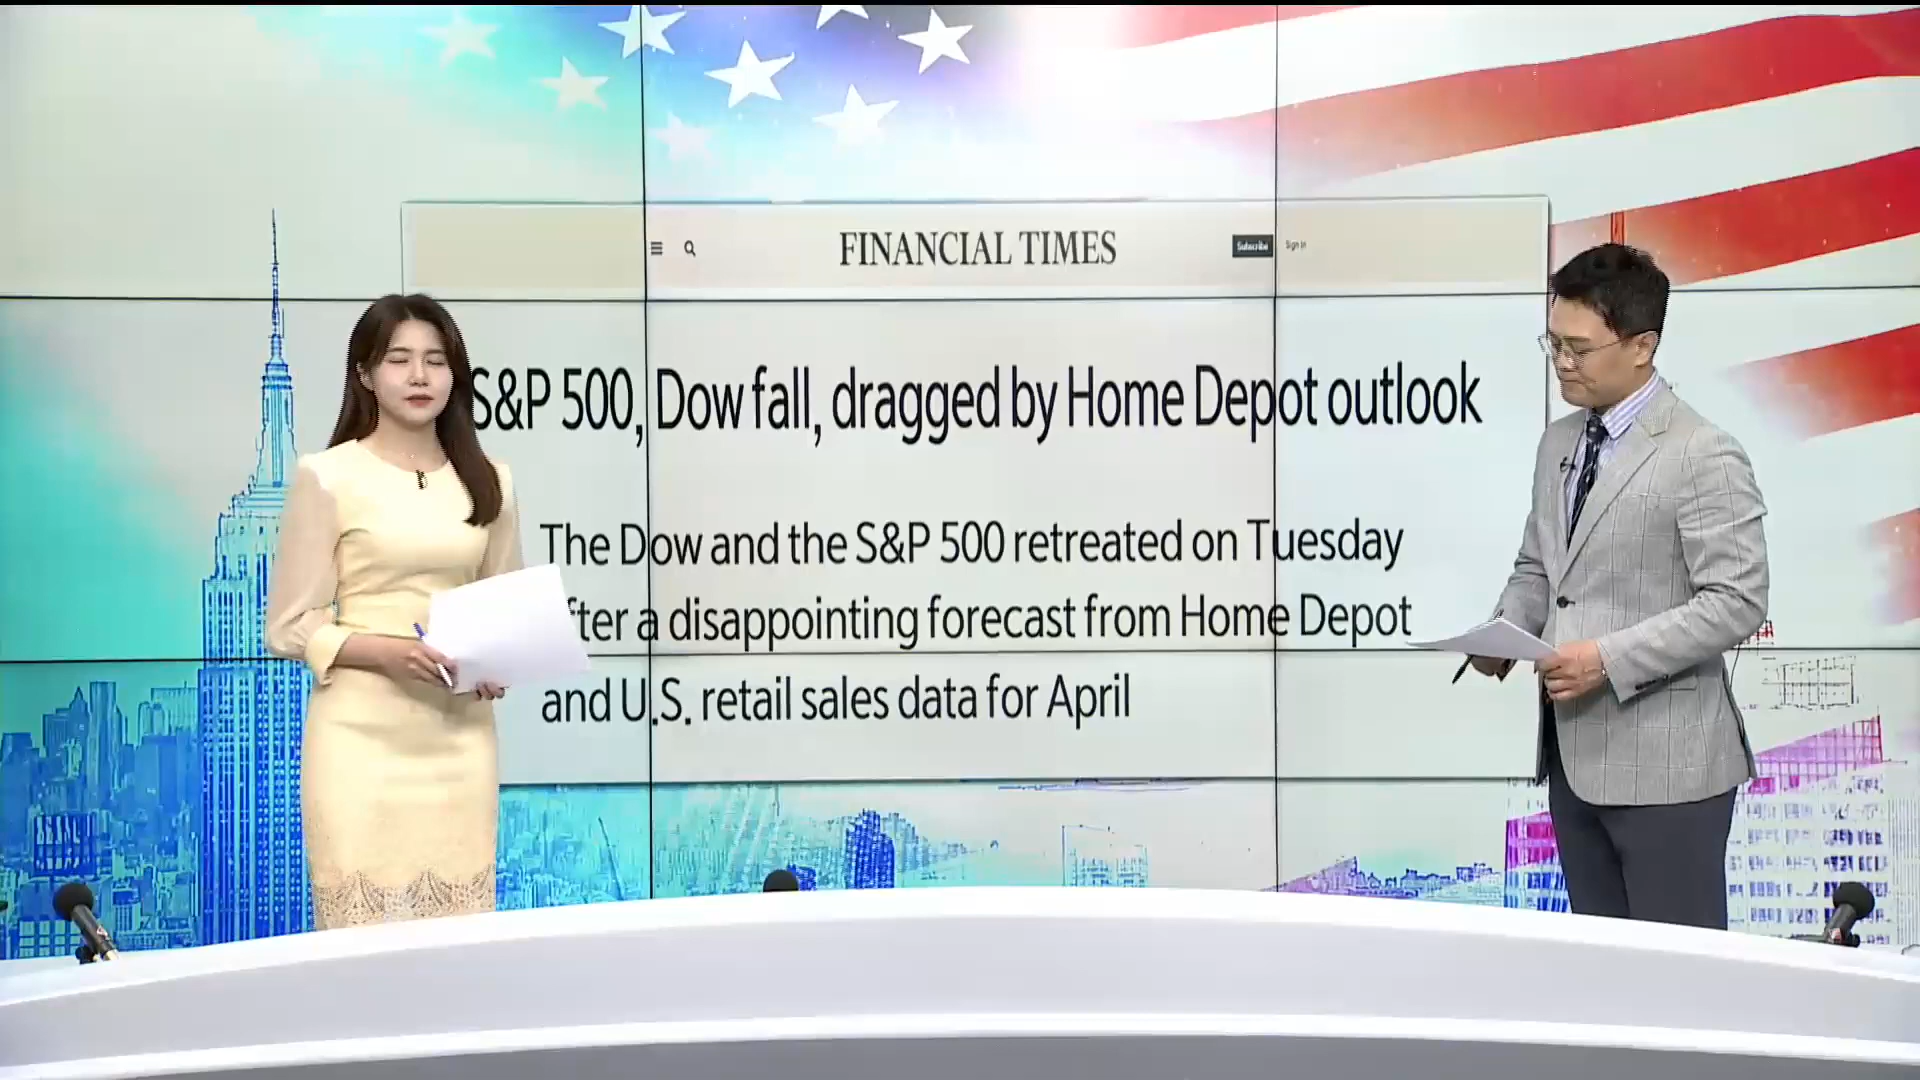 FINANCIAL TIMES
Subscribe
Sign In
S&P 500, Dow fall, dragged by Home Depot outlook
The Dow and the S&P 500 retreated on Tuesday
fter a disappointing forecast from Home Depot
and U.S. retail sales data for April